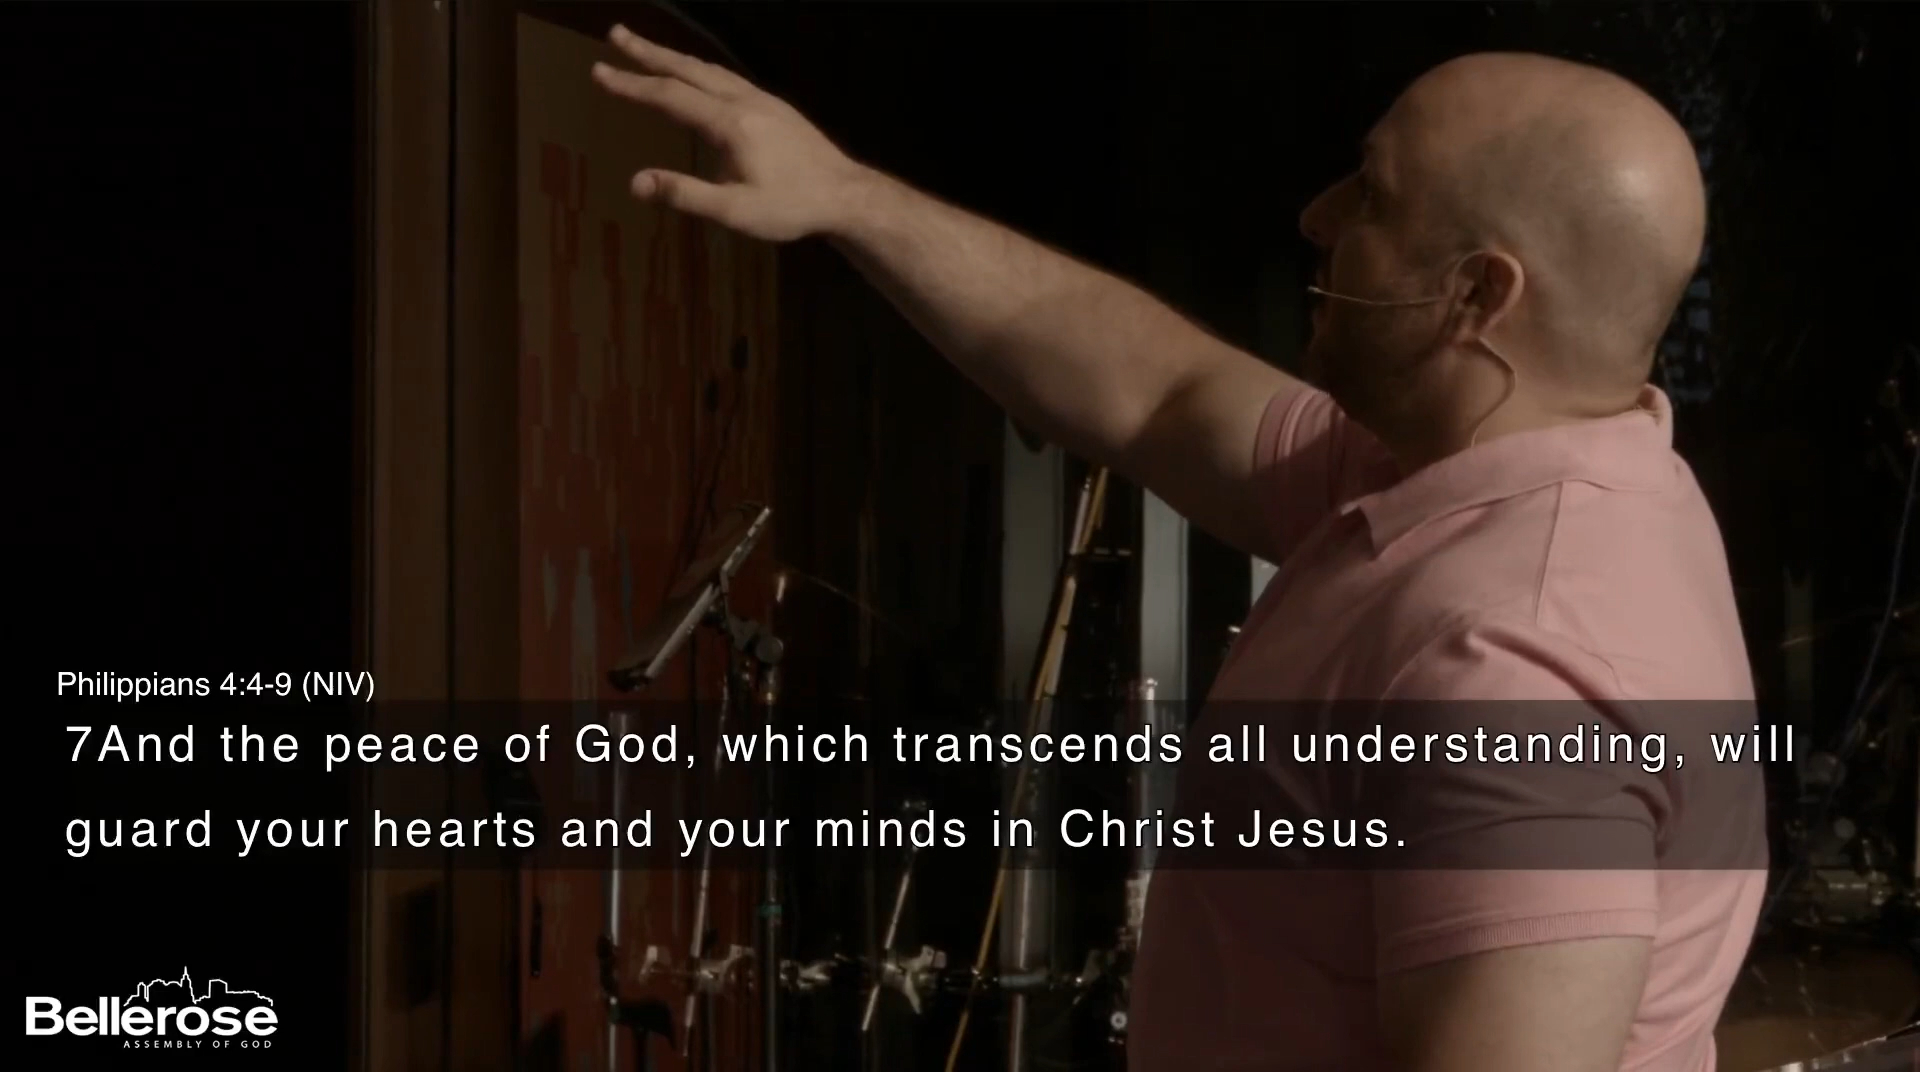 Philippians 4:4-9 (NIV)
7And the peace of God, which transcends all understanding, will
guard your hearts and your minds in Christ Jesus.
Bellerose
ASSEMBLY OF GOD